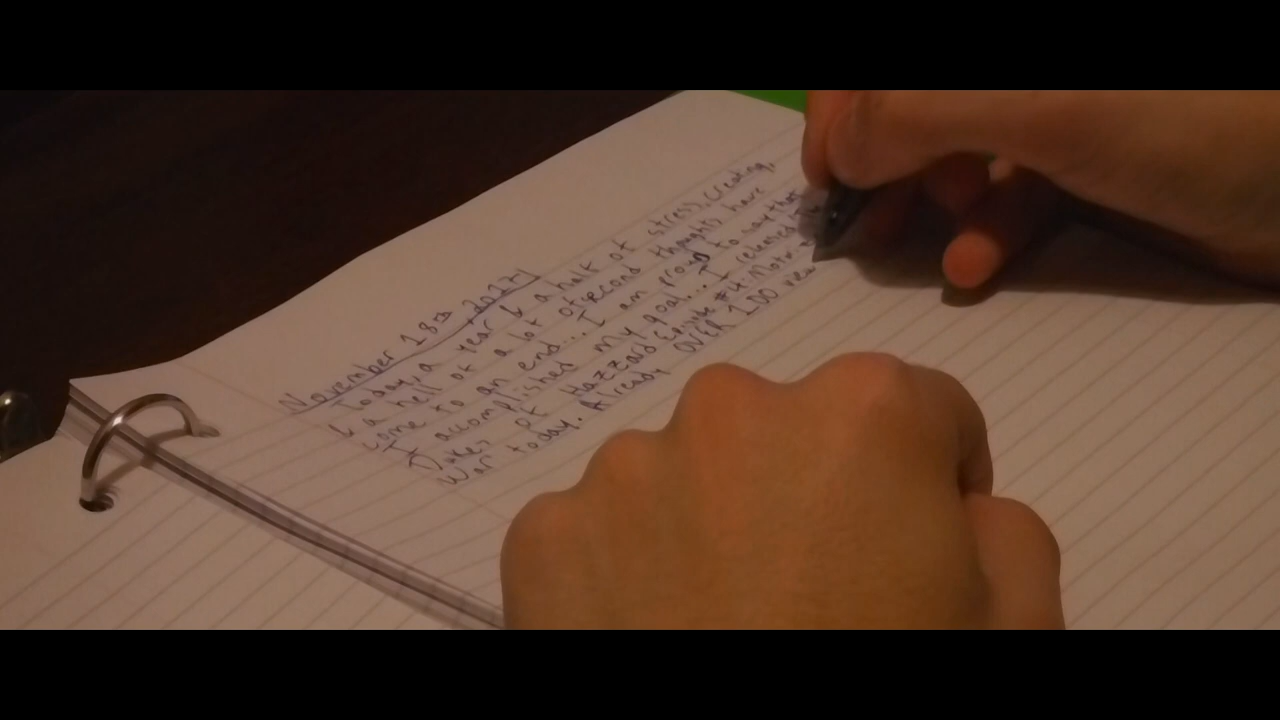 November 18th, 2017
Today, a year & a half of stress, creating,
& a hell of a lot of second thoughts have
come to an end... I am proud to say that
I accomplished my goal... I released
Dukes of Hazzard Episode #4: Motor
War today. Already OVER 100 view